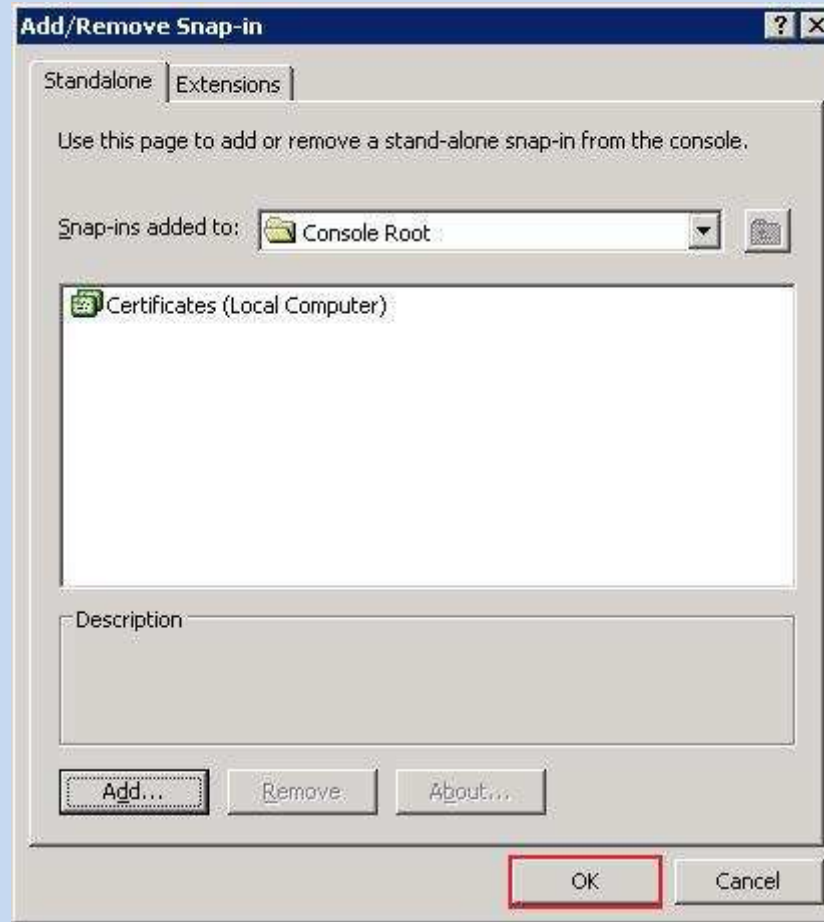 Add/Remove Snap-in
Standalone
Extensions
Use this page to add or remove a stand-alone snap-in from the console.
Snap-ins added to:
Console Root
Certificates (Local Computer)
Description
Add...
Remove
About...
OK
Cancel